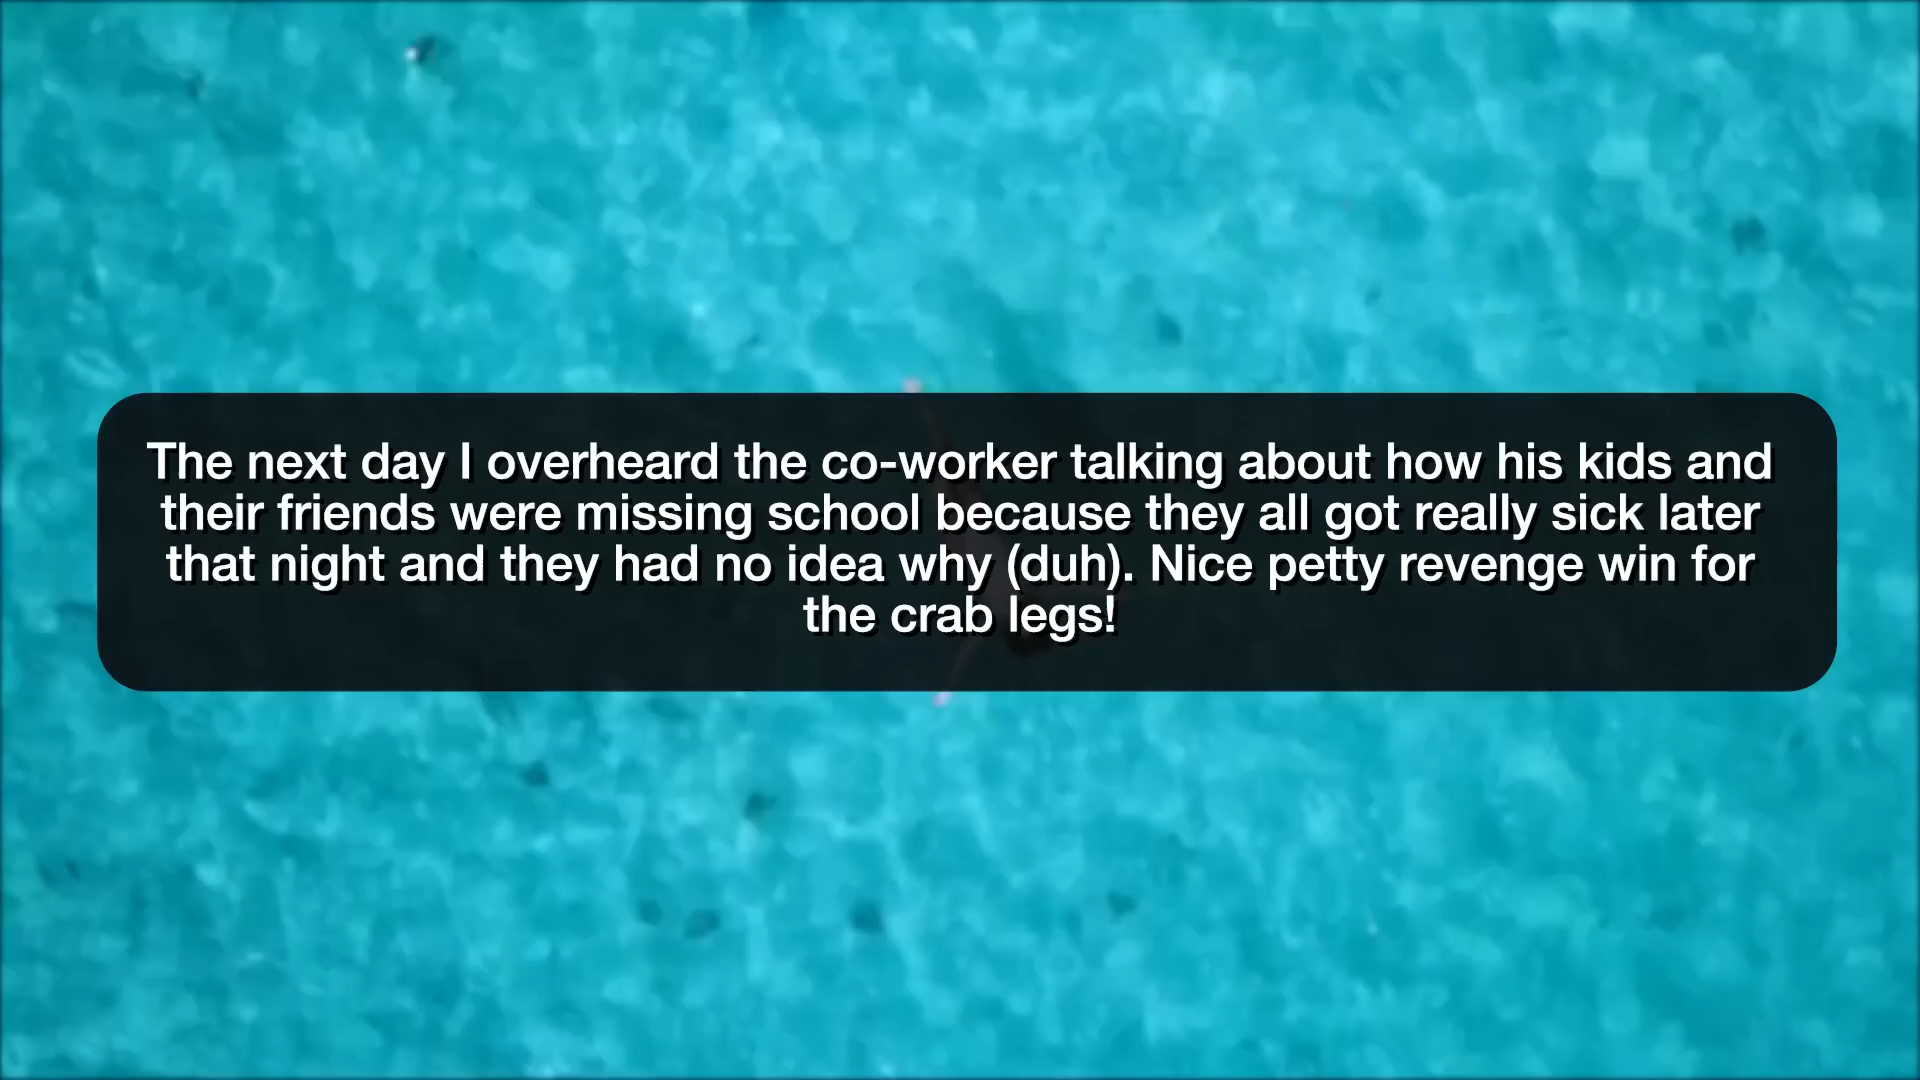 The next day I overheard the co-worker talking about how his kids and
their friends were missing school because they all got really sick later
that night and they had no idea why (duh). Nice petty revenge win for
the crab legs!